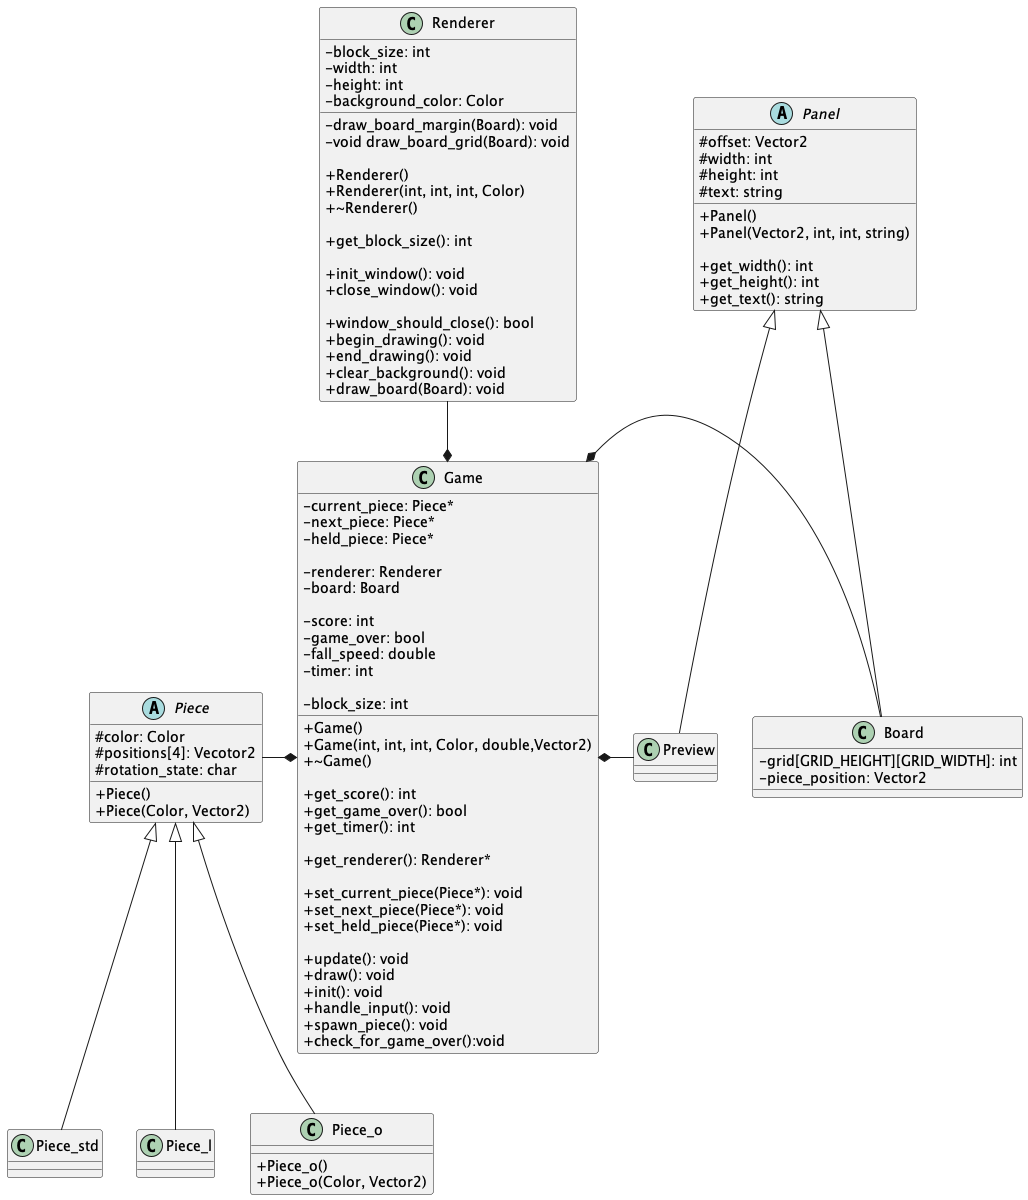 C Renderer
-block_size: int
-width: int
-height: int
-background_color: Color
-draw_board_margin(Board): void
-void draw_board_grid(Board): void
+Renderer()
+Renderer(int, int, int, Color)
+~Renderer()
+get_block_size(): int
+init_window(): void
+close_window(): void
+window_should_close(): bool
+begin_drawing(): void
+end_drawing(): void
+clear_background(): void
+draw_board(Board): void
A Panel
#offset: Vector2
#width: int
#height: int
#text: string
+Panel()
+Panel(Vector2, int, int, string)
+get_width(): int
+get_height(): int
+get_text(): string
C Game
-current_piece: Piece*
-next_piece: Piece*
-held_piece: Piece*
-renderer: Renderer
-board: Board
-score: int
-game_over: bool
-fall_speed: double
-timer: int
-block_size: int
+Game()
+Game(int, int, int, Color, double,Vector2)
+~Game()
+get_score(): int
+get_game_over(): bool
+get_timer(): int
+get_renderer(): Renderer*
+set_current_piece(Piece*): void
+set_next_piece(Piece*): void
+set_held_piece(Piece*): void
+update(): void
+draw(): void
+init(): void
+handle_input(): void
+spawn_piece(): void
+check_for_game_over():void
A Piece
#color: Color
#positions[4]: Vecotor2
#rotation_state: char
+Piece()
+Piece(Color, Vector2)
C Preview
C Board
-grid[GRID_HEIGHT][GRID_WIDTH]: int
-piece_position: Vector2
C Piece_std
C Piece_I
C Piece_o
+Piece_o()
+Piece_o(Color, Vector2)